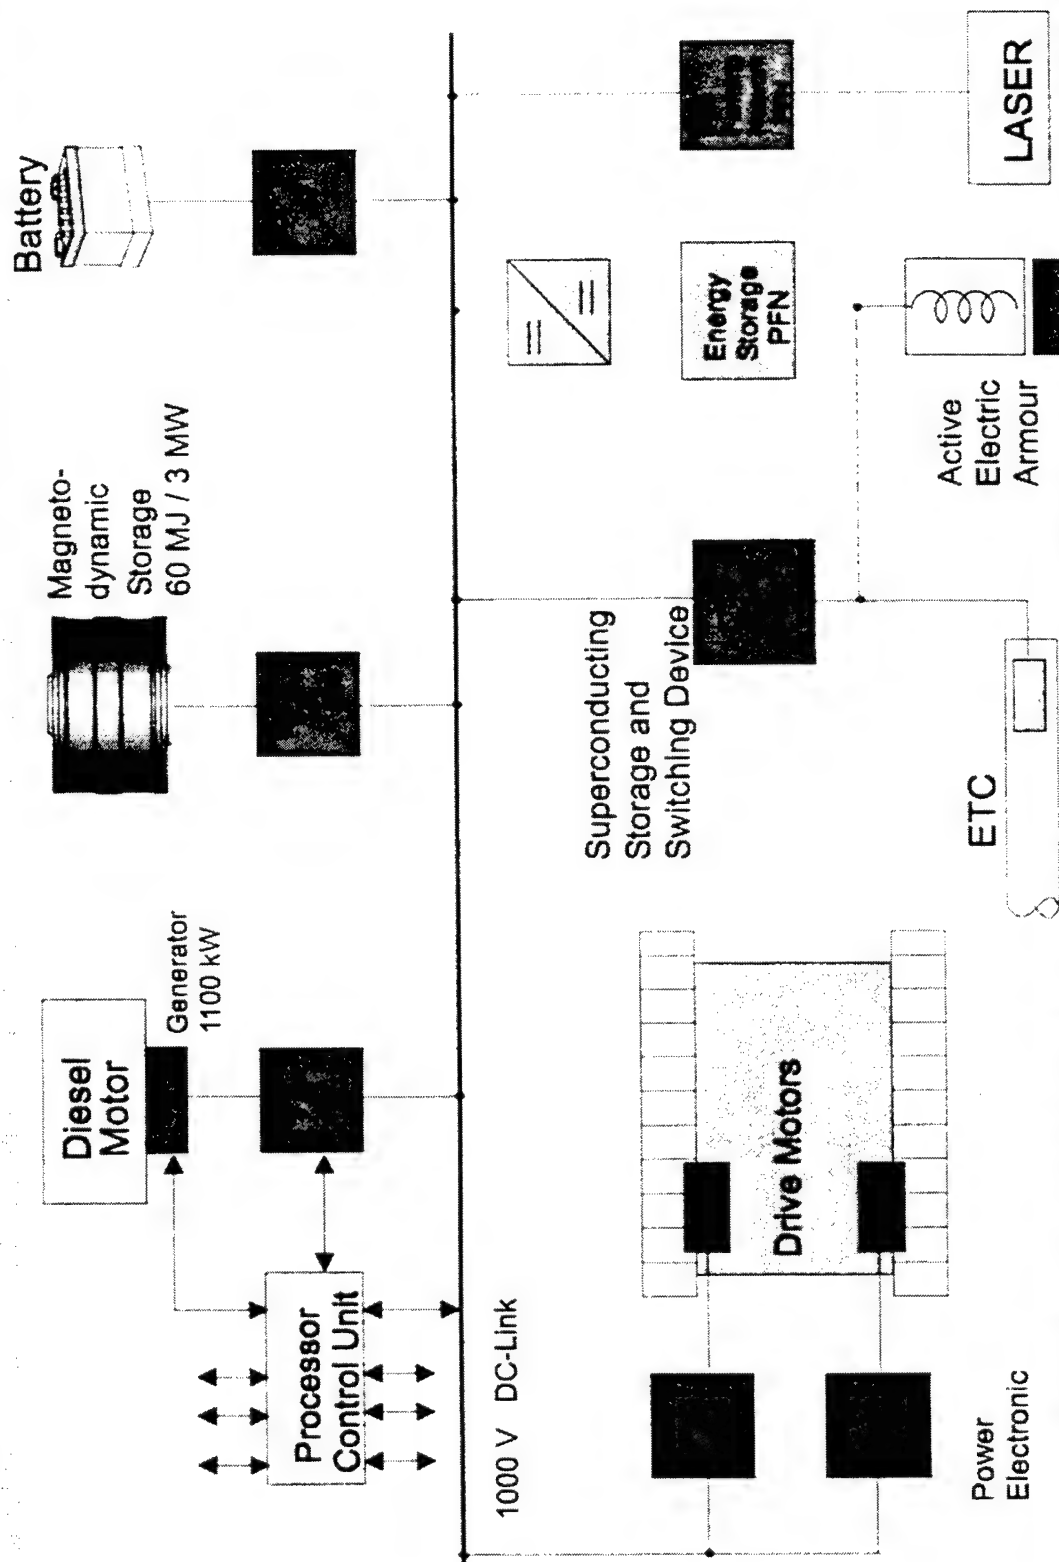 Diesel
Motor
Generator
1100 kW
Magneto-
dynamic
Storage
60 MJ / 3 MW
Battery
Processor
Control Unit
1000 V DC-Link
Superconducting
Storage and
Switching Device
Energy
Storage
PFN
Drive Motors
Power
Electronic
ETC
Active
Electric
Armour
LASER